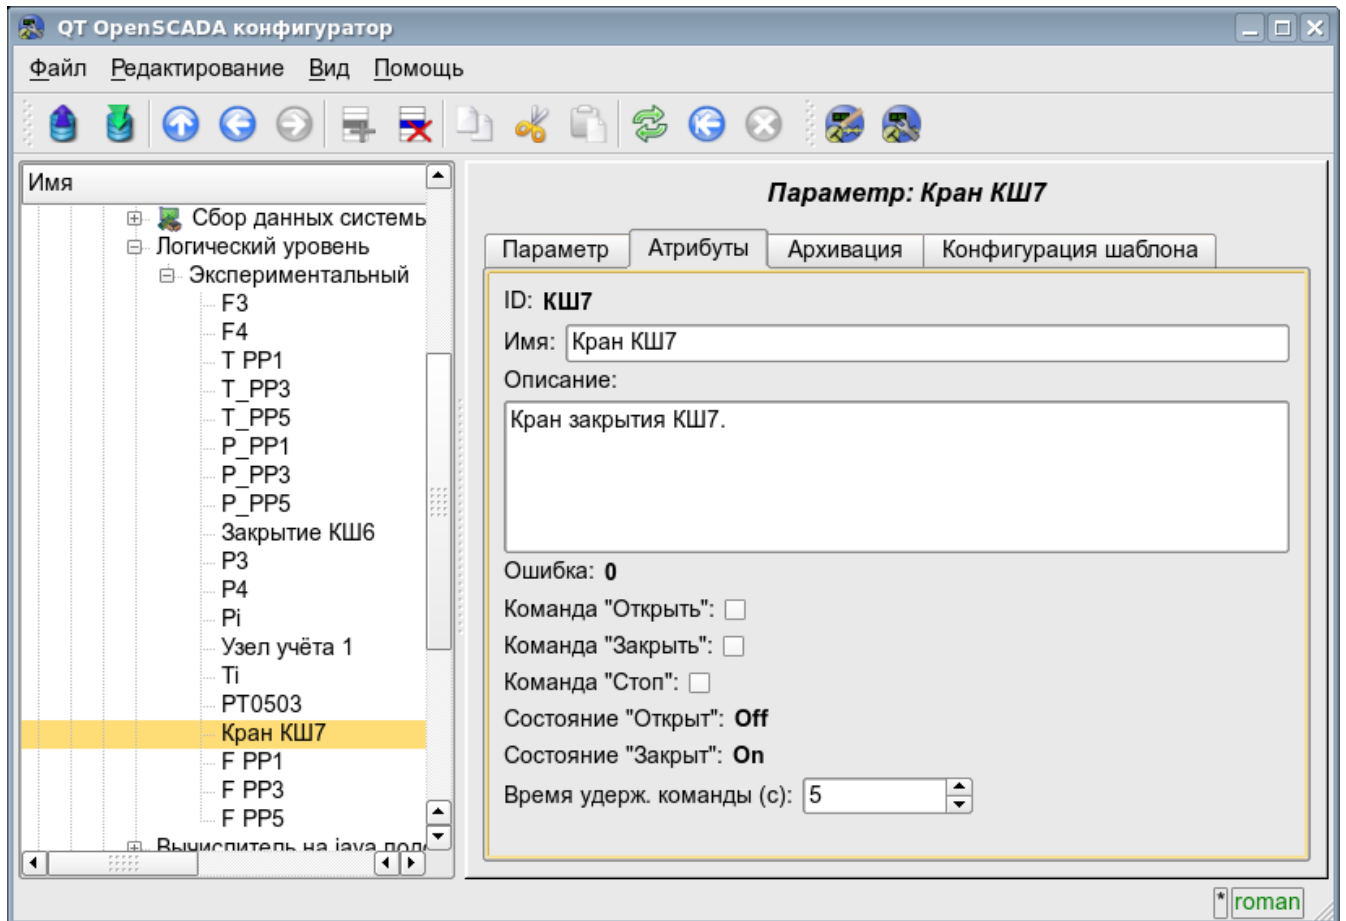 QT OpenSCADA конфигуратор
Файл Редактирование Вид Помощь
Имя
Сбор данных системы
Логический уровень
Экспериментальный
F3
F4
T PP1
T_PP3
T_PP5
P_PP1
P_PP3
P_PP5
Закрытие КШ6
P3
P4
Pi
Узел учёта 1
Ti
PT0503
Кран КШ7
F PP1
F PP3
F PP5
Вычислитель на java
Параметр: Кран КШ7
Параметр Атрибуты Архивация Конфигурация шаблона
ID: КШ7
Имя: Кран КШ7
Описание:
Кран закрытия КШ7.
Ошибка: 0
Команда "Открыть":
Команда "Закрыть":
Команда "Стоп":
Состояние "Открыт": Off
Состояние "Закрыт": On
Время удерж. команды (с): 5
* roman